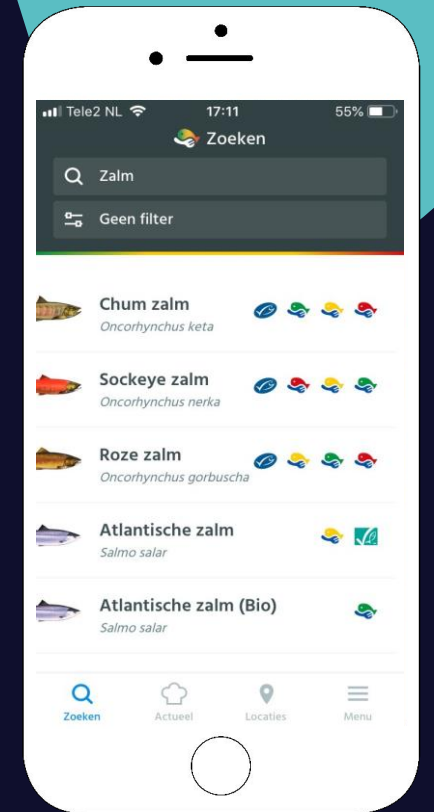 Tele2 NL 17:11 55%
Zoeken
Zalm
Geen filter
Chum zalm
Oncorhynchus keta
Sockeye zalm
Oncorhynchus nerka
Roze zalm
Oncorhynchus gorbuscha
Atlantische zalm
Salmo salar
Atlantische zalm (Bio)
Salmo salar
Zoeken Actueel Locaties Menu